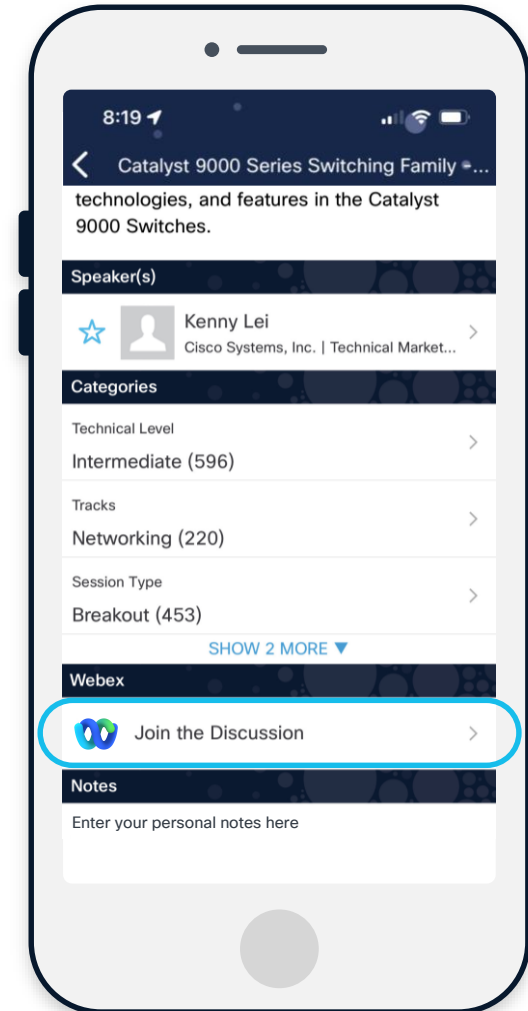 8:19
Catalyst 9000 Series Switching Family -...
technologies, and features in the Catalyst
9000 Switches.
Speaker(s)
Kenny Lei
Cisco Systems, Inc. | Technical Market...
Categories
Technical Level
Intermediate (596)
Tracks
Networking (220)
Session Type
Breakout (453)
SHOW 2 MORE ▼
Webex
Join the Discussion
Notes
Enter your personal notes here